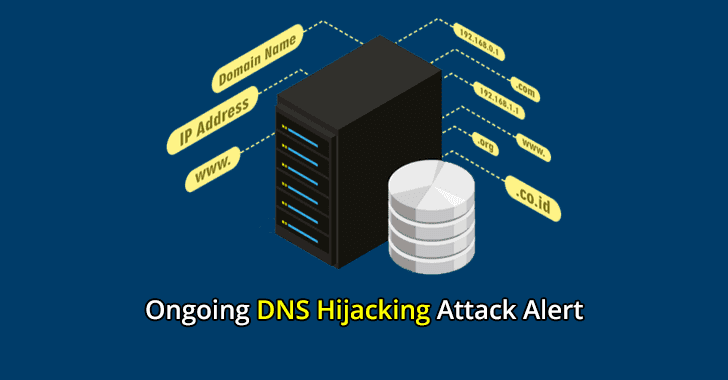 Domain Name
IP Address
www.
192.168.0.1
.com
192.168.1.1
www.
.org
.co.id
Ongoing DNS Hijacking Attack Alert